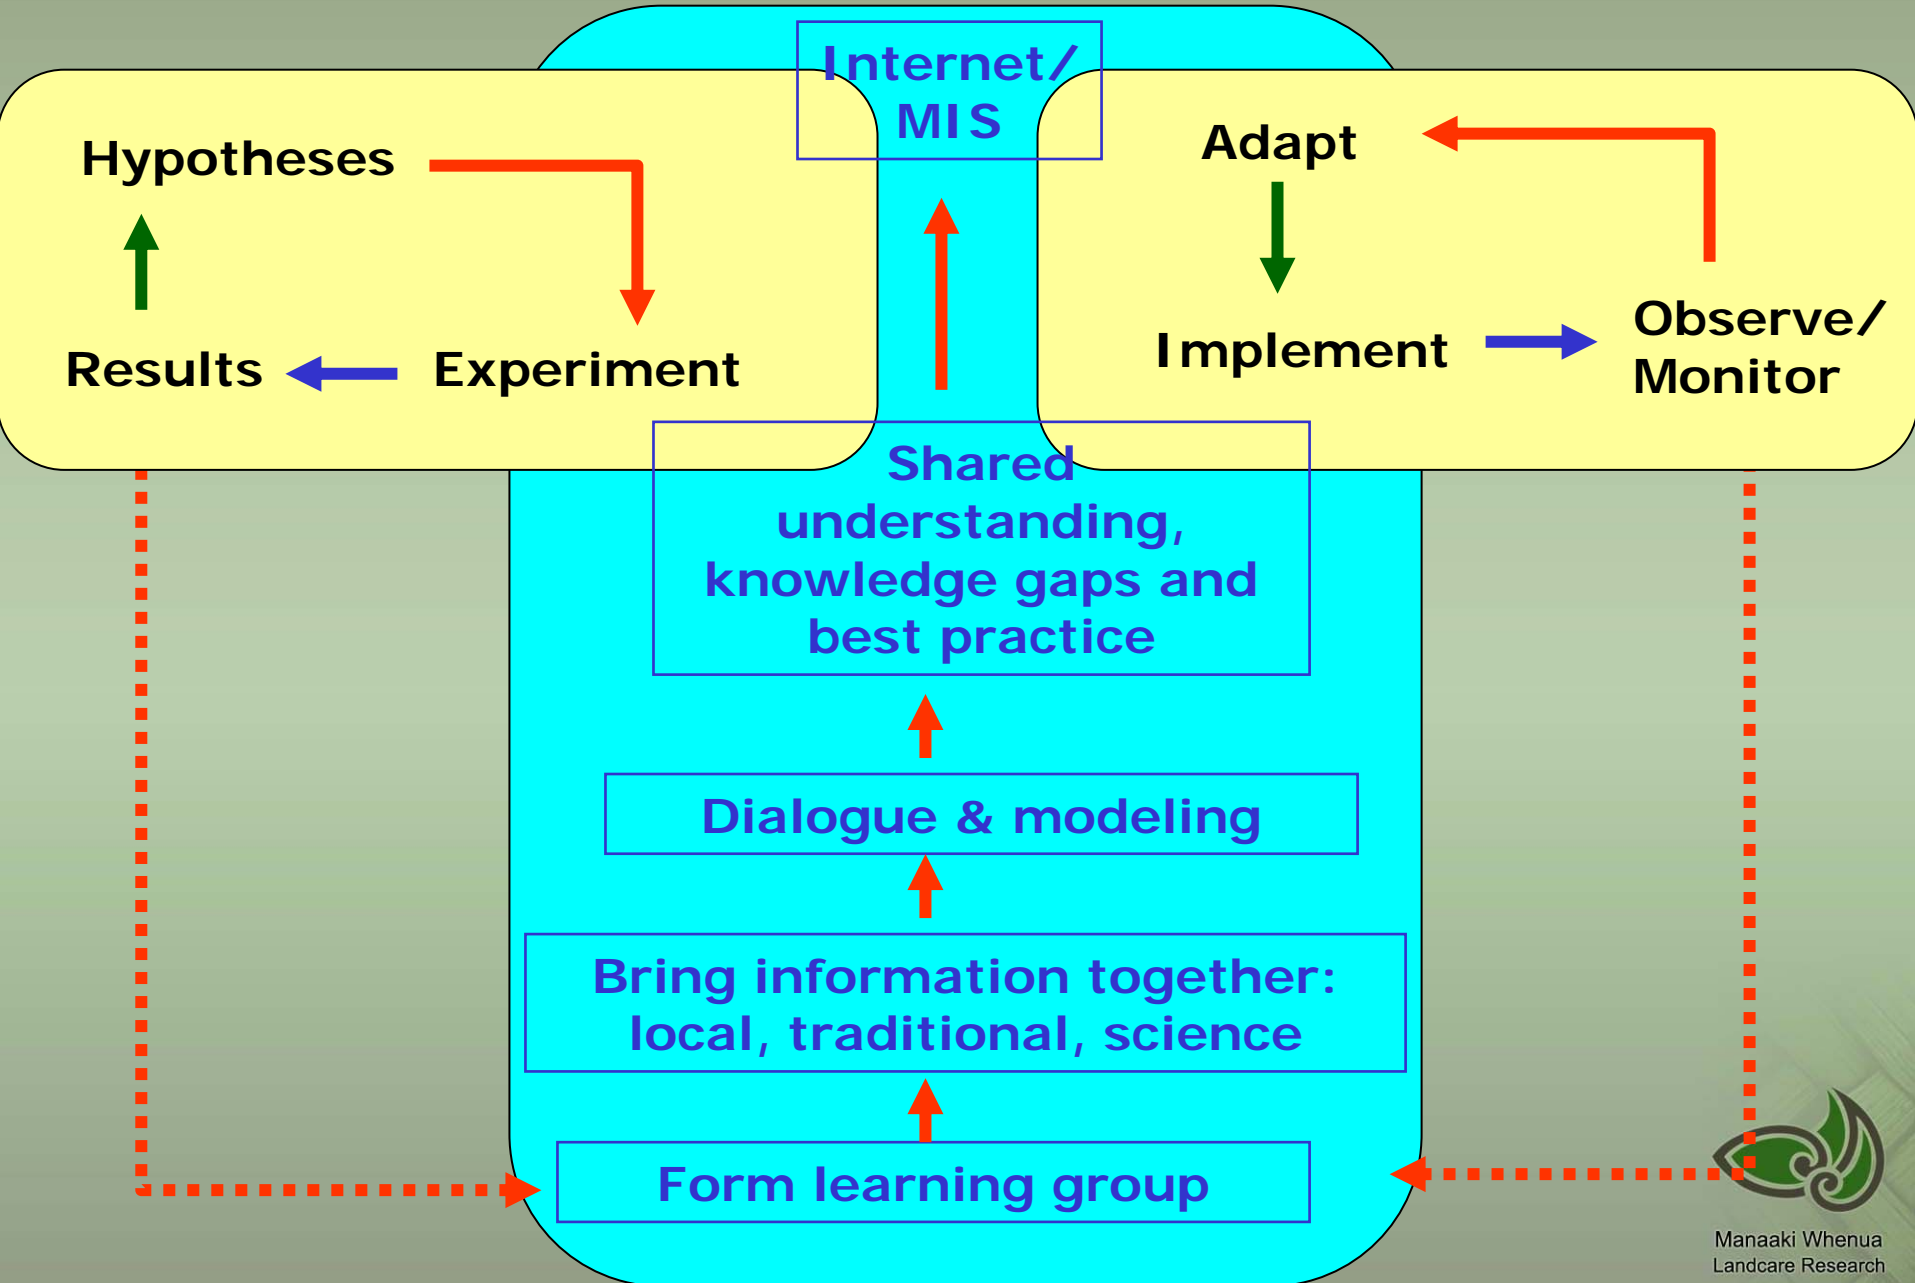 Internet/
MIS
Hypotheses
Results
Experiment
Adapt
Implement
Observe/
Monitor
Shared
understanding,
knowledge gaps and
best practice
Dialogue & modeling
Bring information together:
local, traditional, science
Form learning group
Manaaki Whenua
Landcare Research